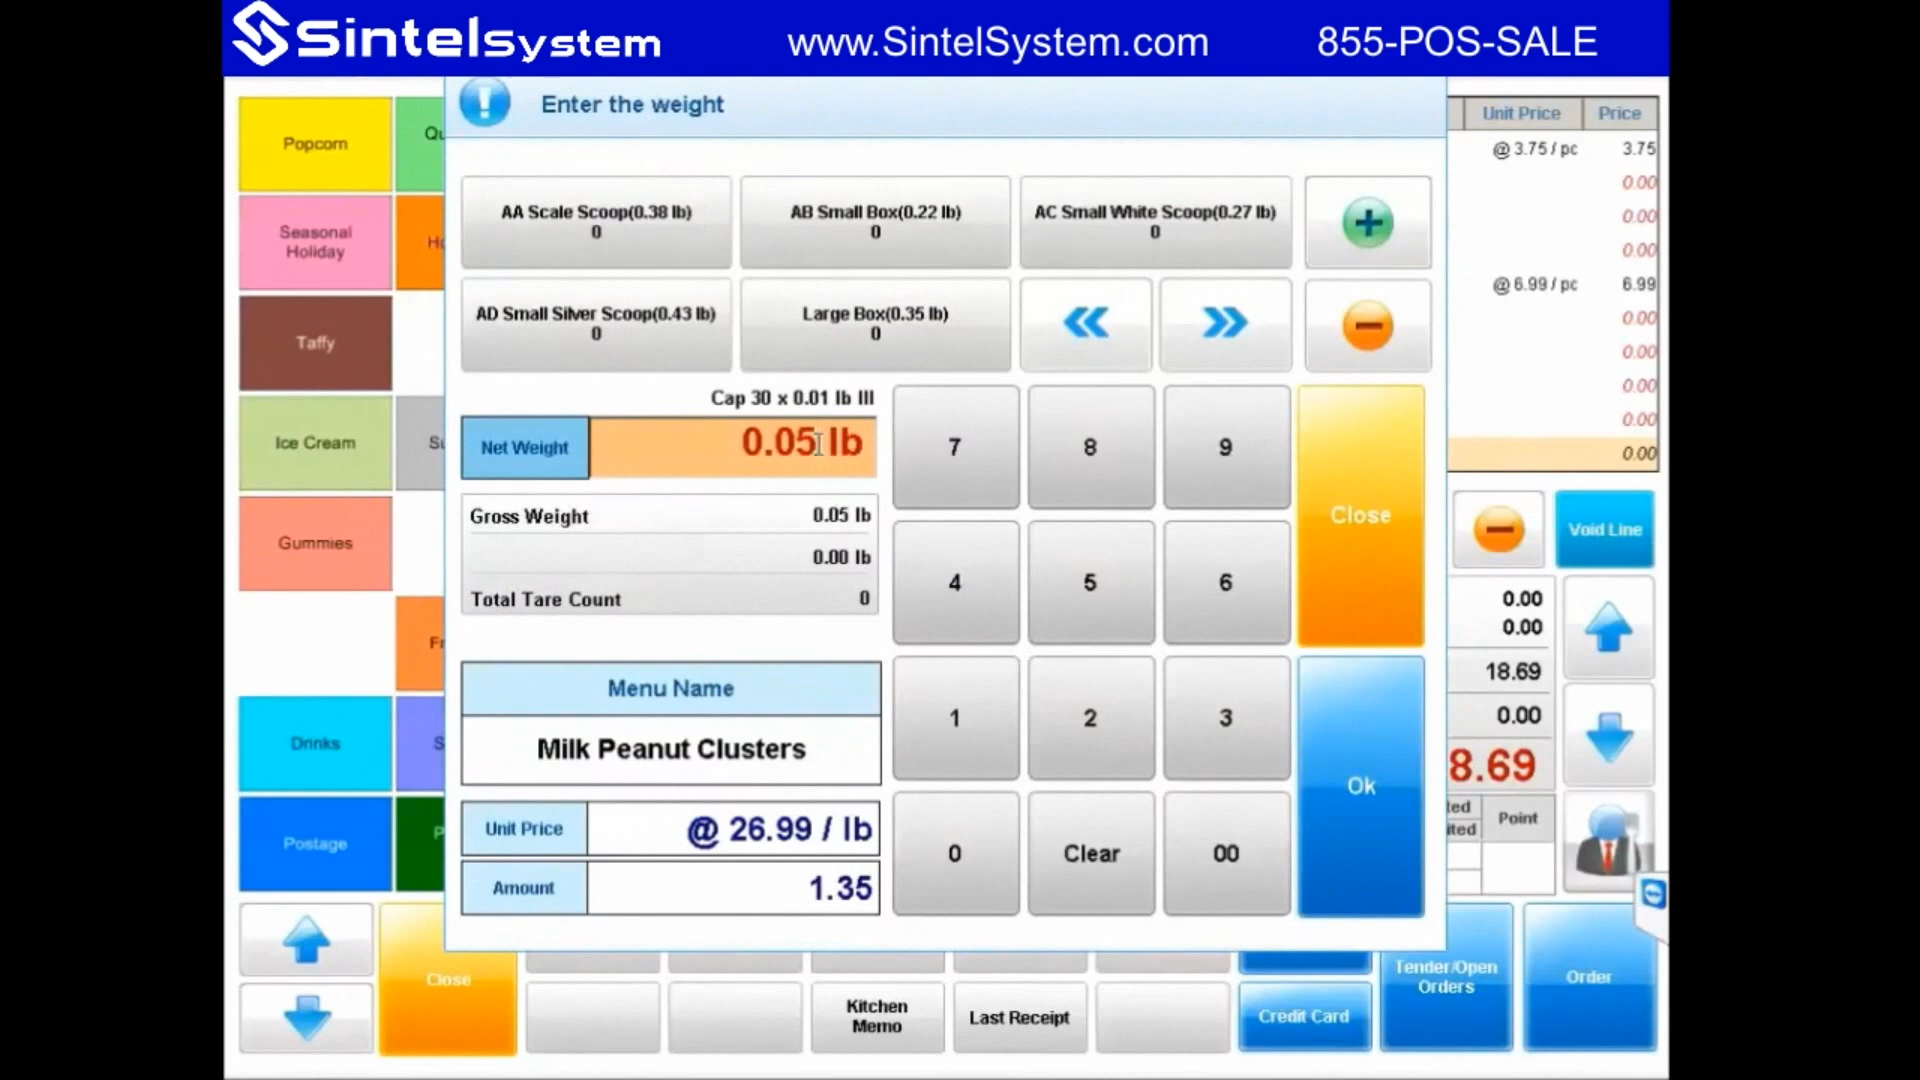 Sintelsystem
www.SintelSystem.com
855-POS-SALE
Enter the weight
AA Scale Scoop(0.38 lb)
0
AB Small Box(0.22 lb)
0
AC Small White Scoop(0.27 lb)
0
AD Small Silver Scoop(0.43 lb)
0
Large Box(0.35 lb)
0
Cap 30 x 0.01 lb III
Net Weight
0.05 lb
Gross Weight
0.05 lb
0.00 lb
Total Tare Count
0
Menu Name
Milk Peanut Clusters
Unit Price
@ 26.99 / lb
Amount
1.35
7
8
9
4
5
6
1
2
3
0
Clear
00
Close
Ok
Popcorn
Qu
Seasonal
Holiday
Ho
Taffy
Ice Cream
Su
Gummies
Fr
Drinks
S
Postage
P
Close
Kitchen
Memo
Last Receipt
Credit Card
Tender/Open
Orders
Order
Unit Price
Price
@ 3.75 / pc
3.75
0.00
0.00
0.00
@ 6.99 / pc
6.99
0.00
0.00
0.00
0.00
0.00
Void Line
0.00
0.00
18.69
0.00
8.69
ted
ited
Point